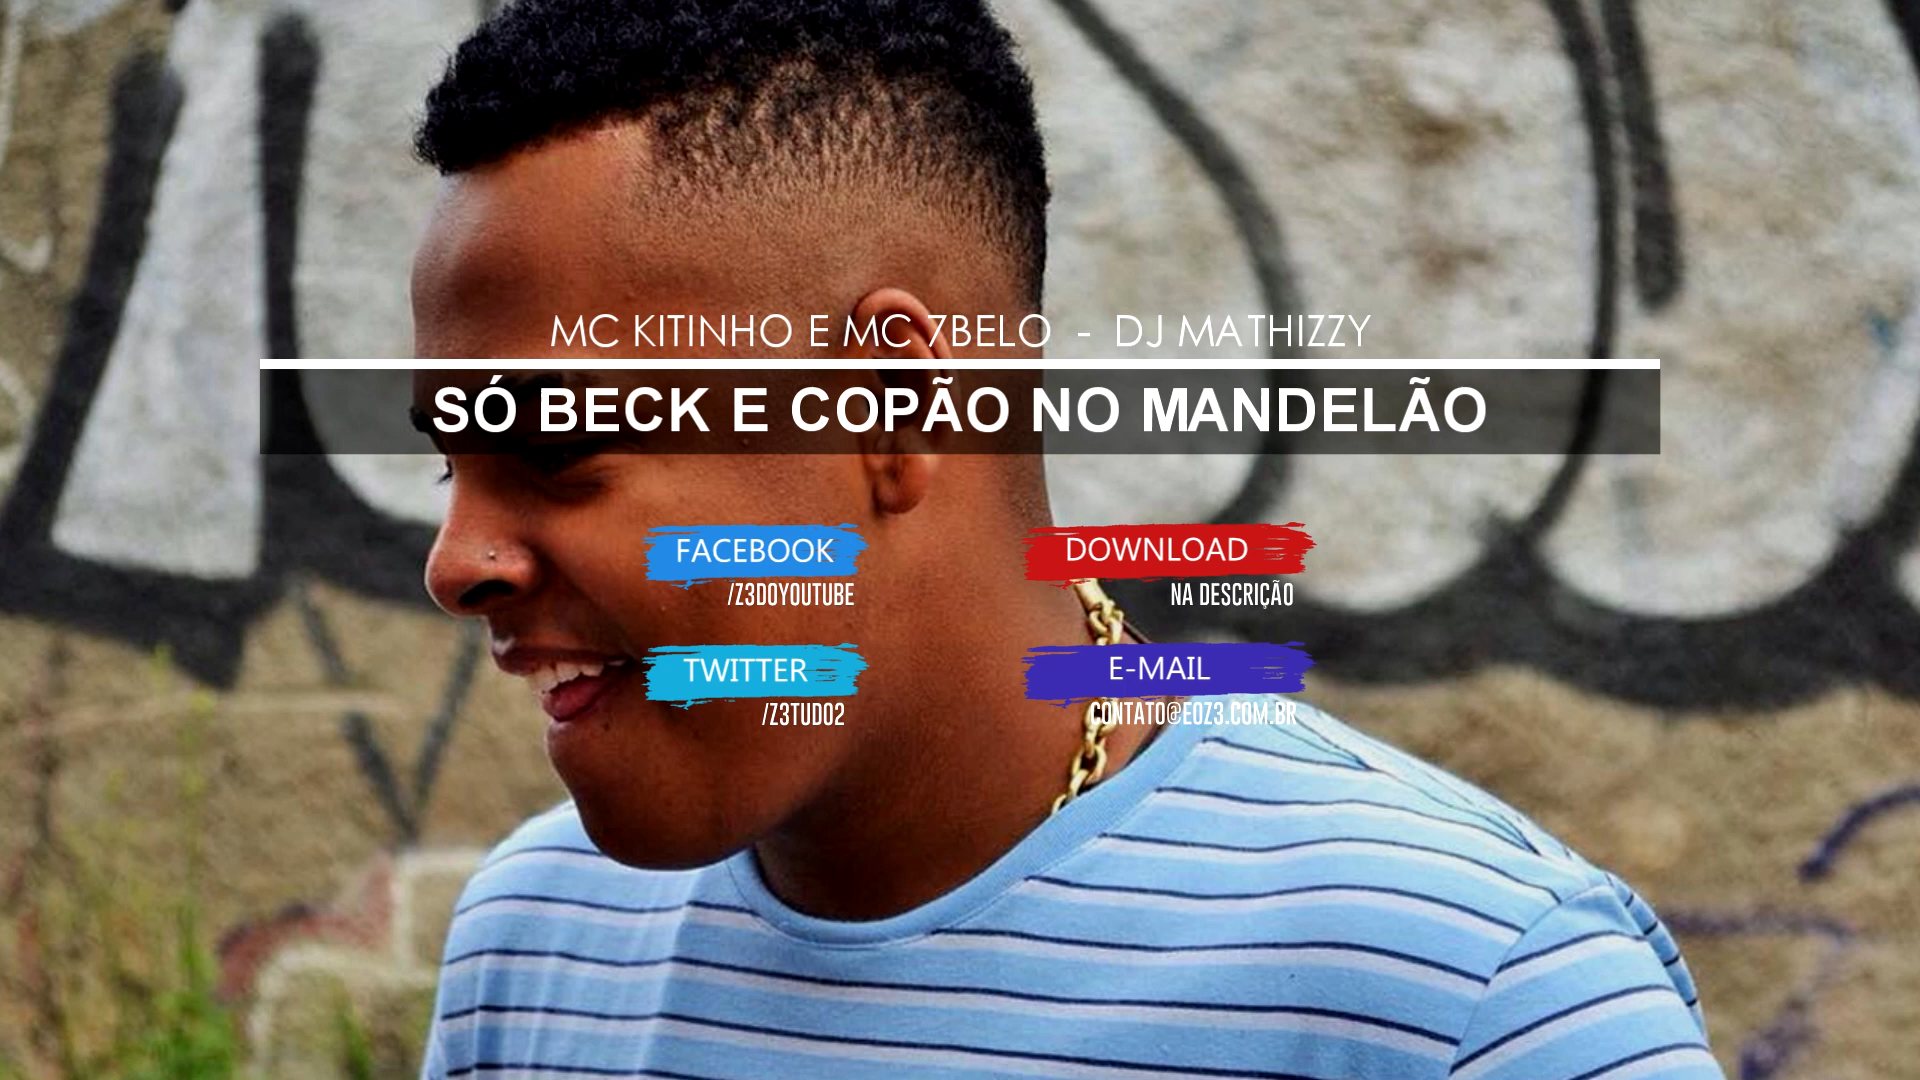 MC KITINHO E MC 7BELO - DJ MATHIZZY
SÓ BECK E COPÃO NO MANDELÃO
FACEBOOK
/Z3DOYOUTUBE
DOWNLOAD
NA DESCRIÇÃO
TWITTER
/Z3TUDO2
E-MAIL
CONTATO@EOZ3.COM.BR